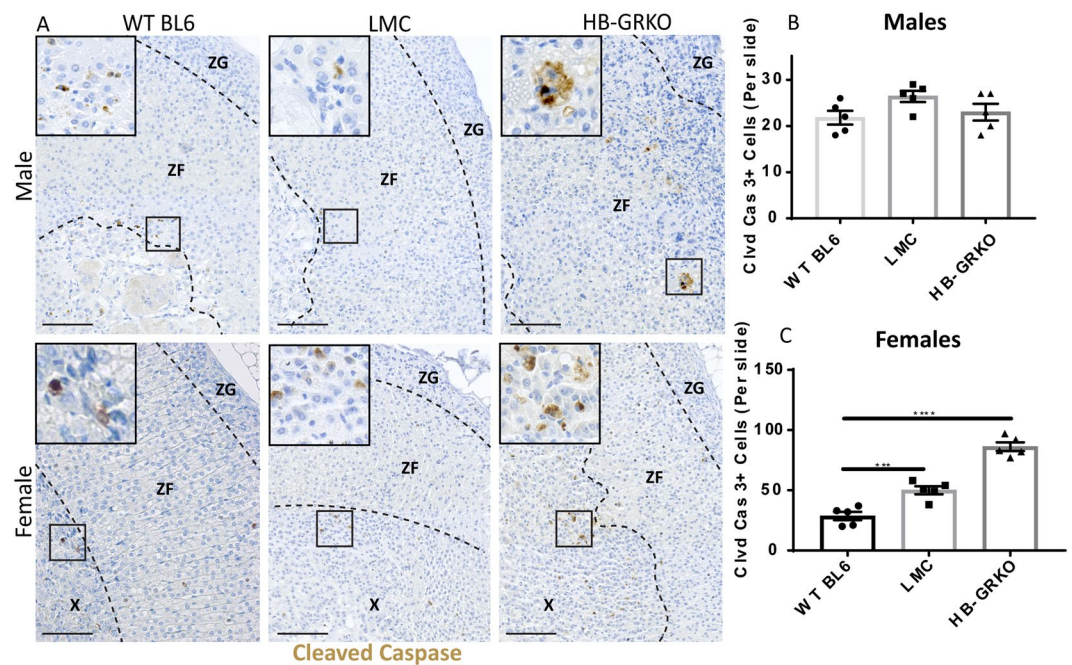 A
WT BL6
LMC
HB-GRKO
Male
ZG
ZF
ZG
ZF
ZG
ZF
Female
ZG
ZF
X
ZG
ZF
X
ZG
ZF
X
Cleaved Caspase
B
Males
Clvd Cas 3+ Cells (Per slide)
30
20
10
0
WT BL6
LMC
HB-GRKO
C
Females
Clvd Cas 3+ Cells (Per slide)
150
100
50
0
****
***
WT BL6
LMC
HB-GRKO